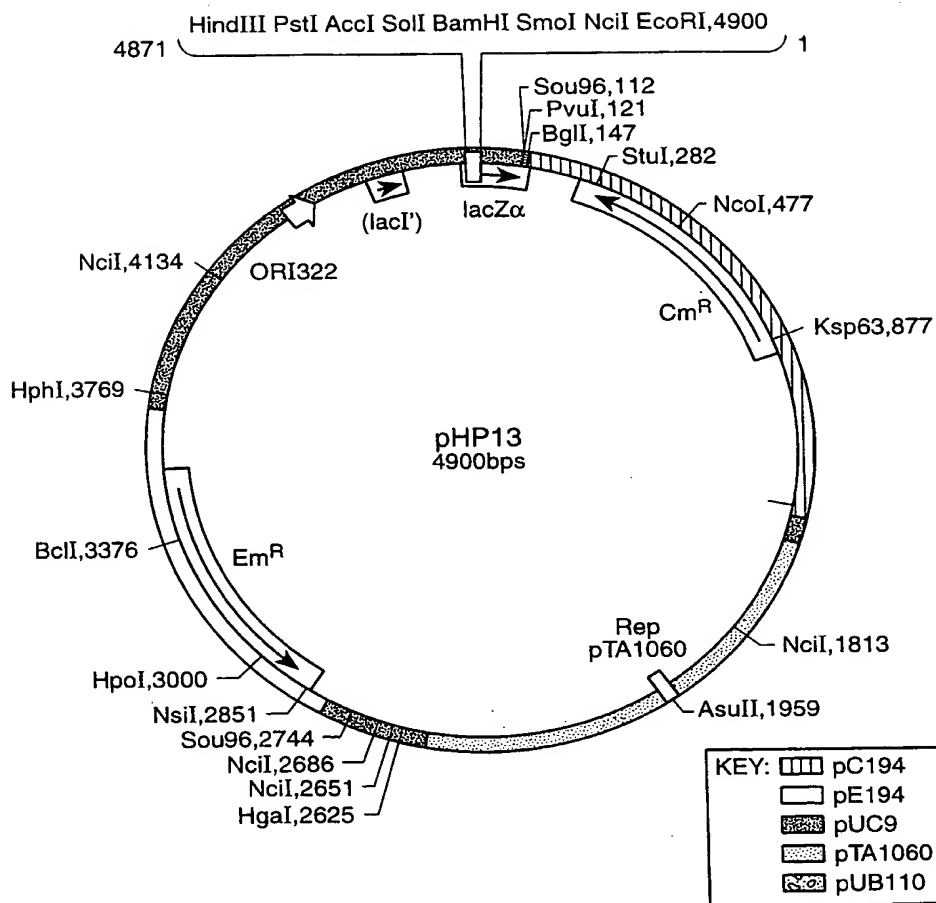 HindIII PstI AccI SolI BamHI SmoI NciI EcoRI,4900
4871
1
Sou96,112
PvuI,121
BglI,147
StuI,282
NcoI,477
(lacI')
lacZα
NciI,4134
ORI322
CmR
Ksp63,877
HphI,3769
pHP13
4900bps
BclI,3376
EmR
Rep
pTA1060
NciI,1813
HpoI,3000
AsuII,1959
NsiI,2851
Sou96,2744
NciI,2686
NciI,2651
HgaI,2625
KEY: pC194
pE194
pUC9
pTA1060
pUB110